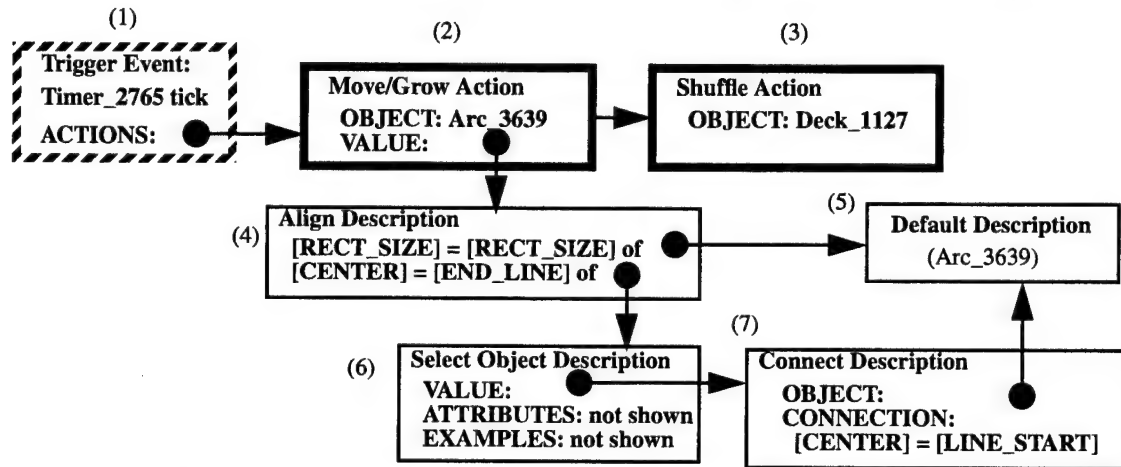 (1)
Trigger Event:
Timer_2765 tick
ACTIONS:
(2)
Move/Grow Action
OBJECT: Arc_3639
VALUE:
(3)
Shuffle Action
OBJECT: Deck_1127
(4)
Align Description
[RECT_SIZE] = [RECT_SIZE] of
[CENTER] = [END_LINE] of
(5)
Default Description
(Arc_3639)
(6)
Select Object Description
VALUE:
ATTRIBUTES: not shown
EXAMPLES: not shown
(7)
Connect Description
OBJECT:
CONNECTION:
[CENTER] = [LINE_START]